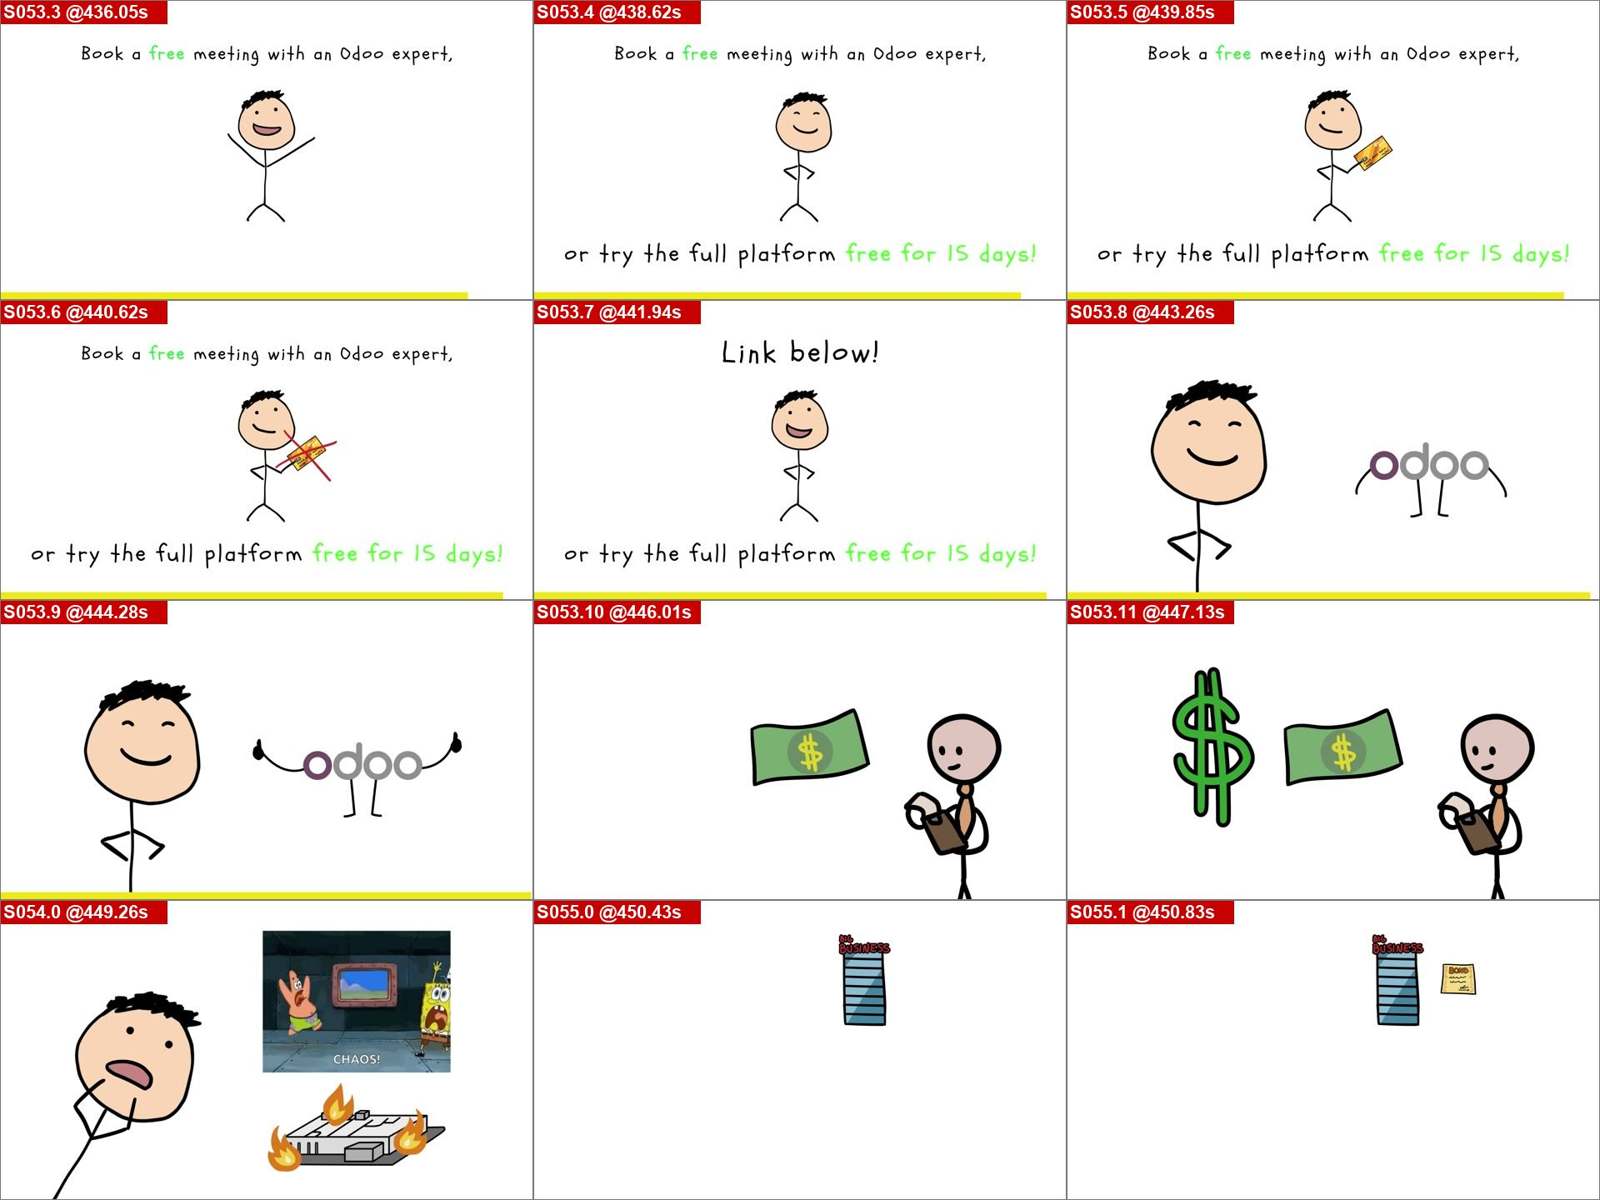 S053.3 @436.05s
Book a free meeting with an Odoo expert,
S053.4 @438.62s
Book a free meeting with an Odoo expert,
or try the full platform free for 15 days!
S053.5 @439.85s
Book a free meeting with an Odoo expert,
or try the full platform free for 15 days!
S053.6 @440.62s
Book a free meeting with an Odoo expert,
or try the full platform free for 15 days!
S053.7 @441.94s
Link below!
or try the full platform free for 15 days!
S053.8 @443.26s
odoo
S053.9 @444.28s
odoo
S053.10 @446.01s
$
S053.11 @447.13s
$
$
S054.0 @449.26s
CHAOS!
S055.0 @450.43s
BIG
BUSINESS
S055.1 @450.83s
BIG
BUSINESS
BOND